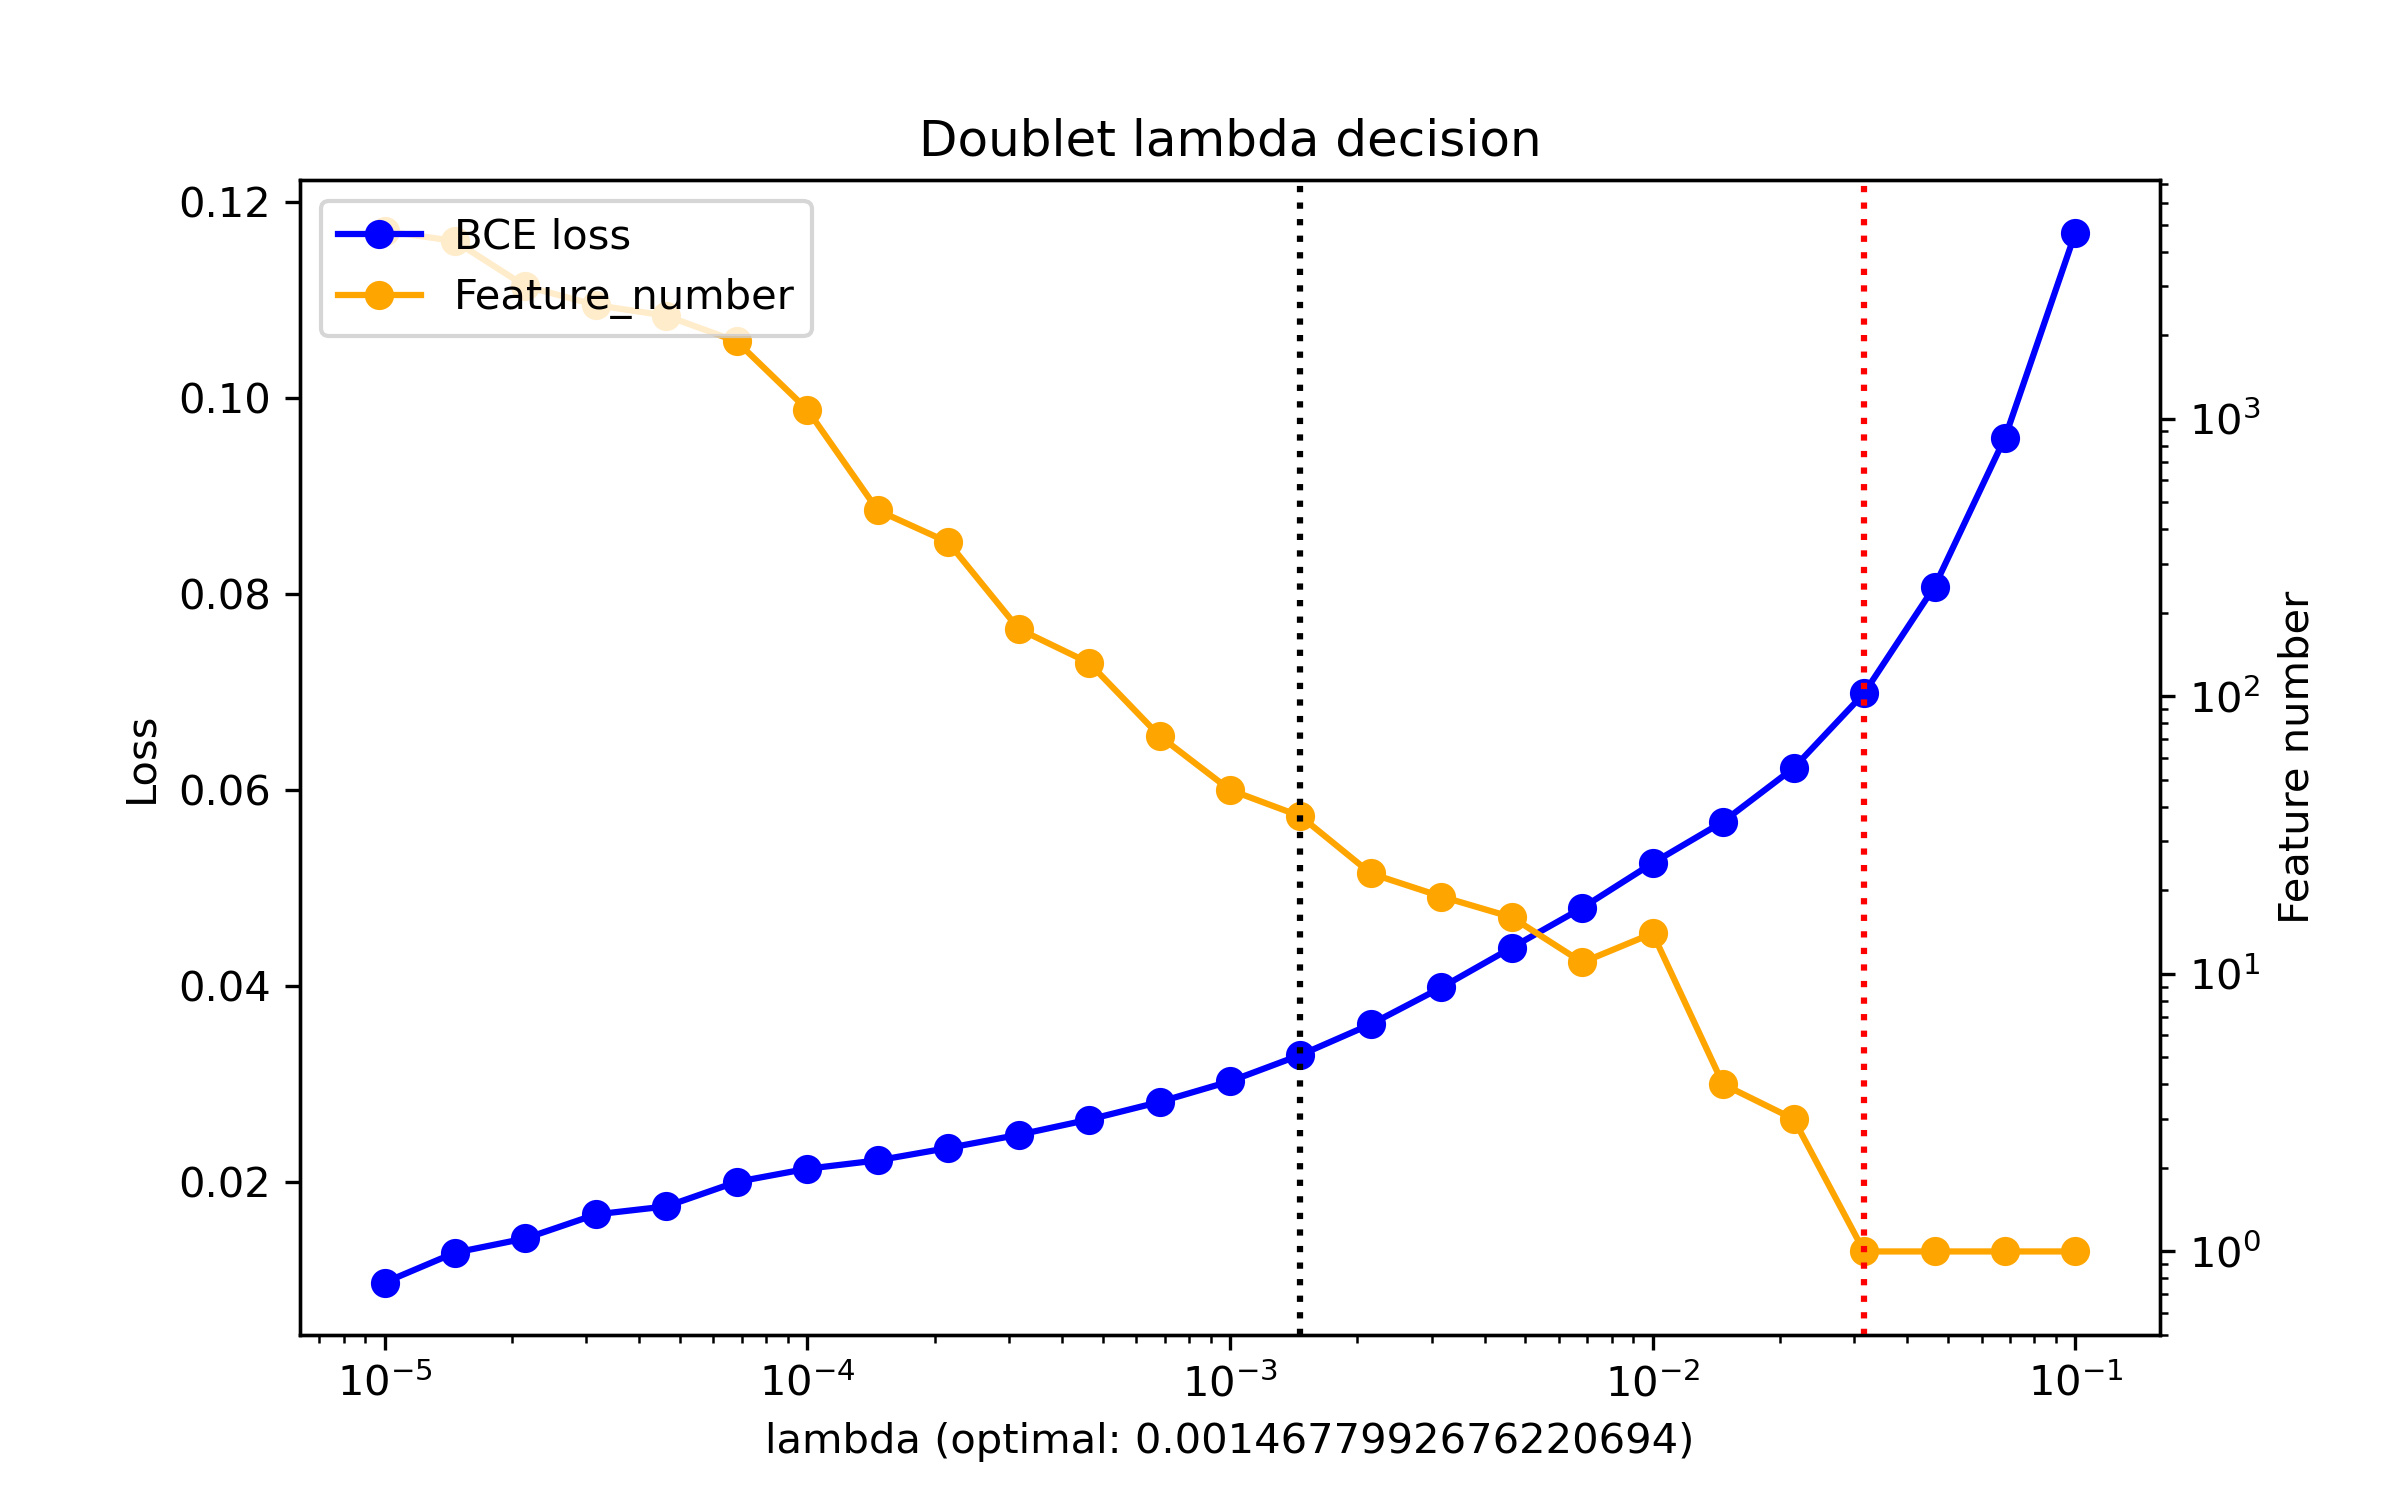 Doublet lambda decision
BCE loss
Feature_number
0.12
0.10
0.08
0.06
0.04
0.02
Loss
10³
10²
10¹
10⁰
Feature number
10⁻⁵
10⁻⁴
10⁻³
10⁻²
10⁻¹
lambda (optimal: 0.0014677992676220694)